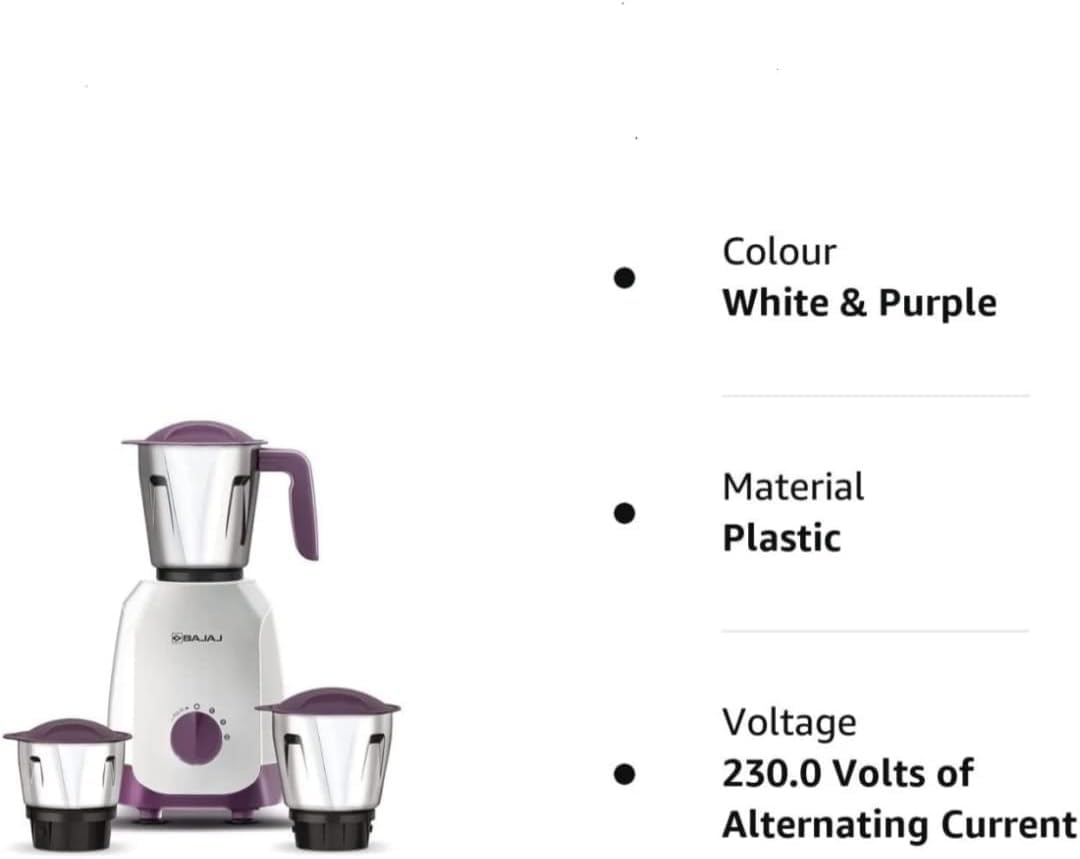 Colour
White & Purple
Material
Plastic
BAJAJ
Voltage
230.0 Volts of
Alternating Current